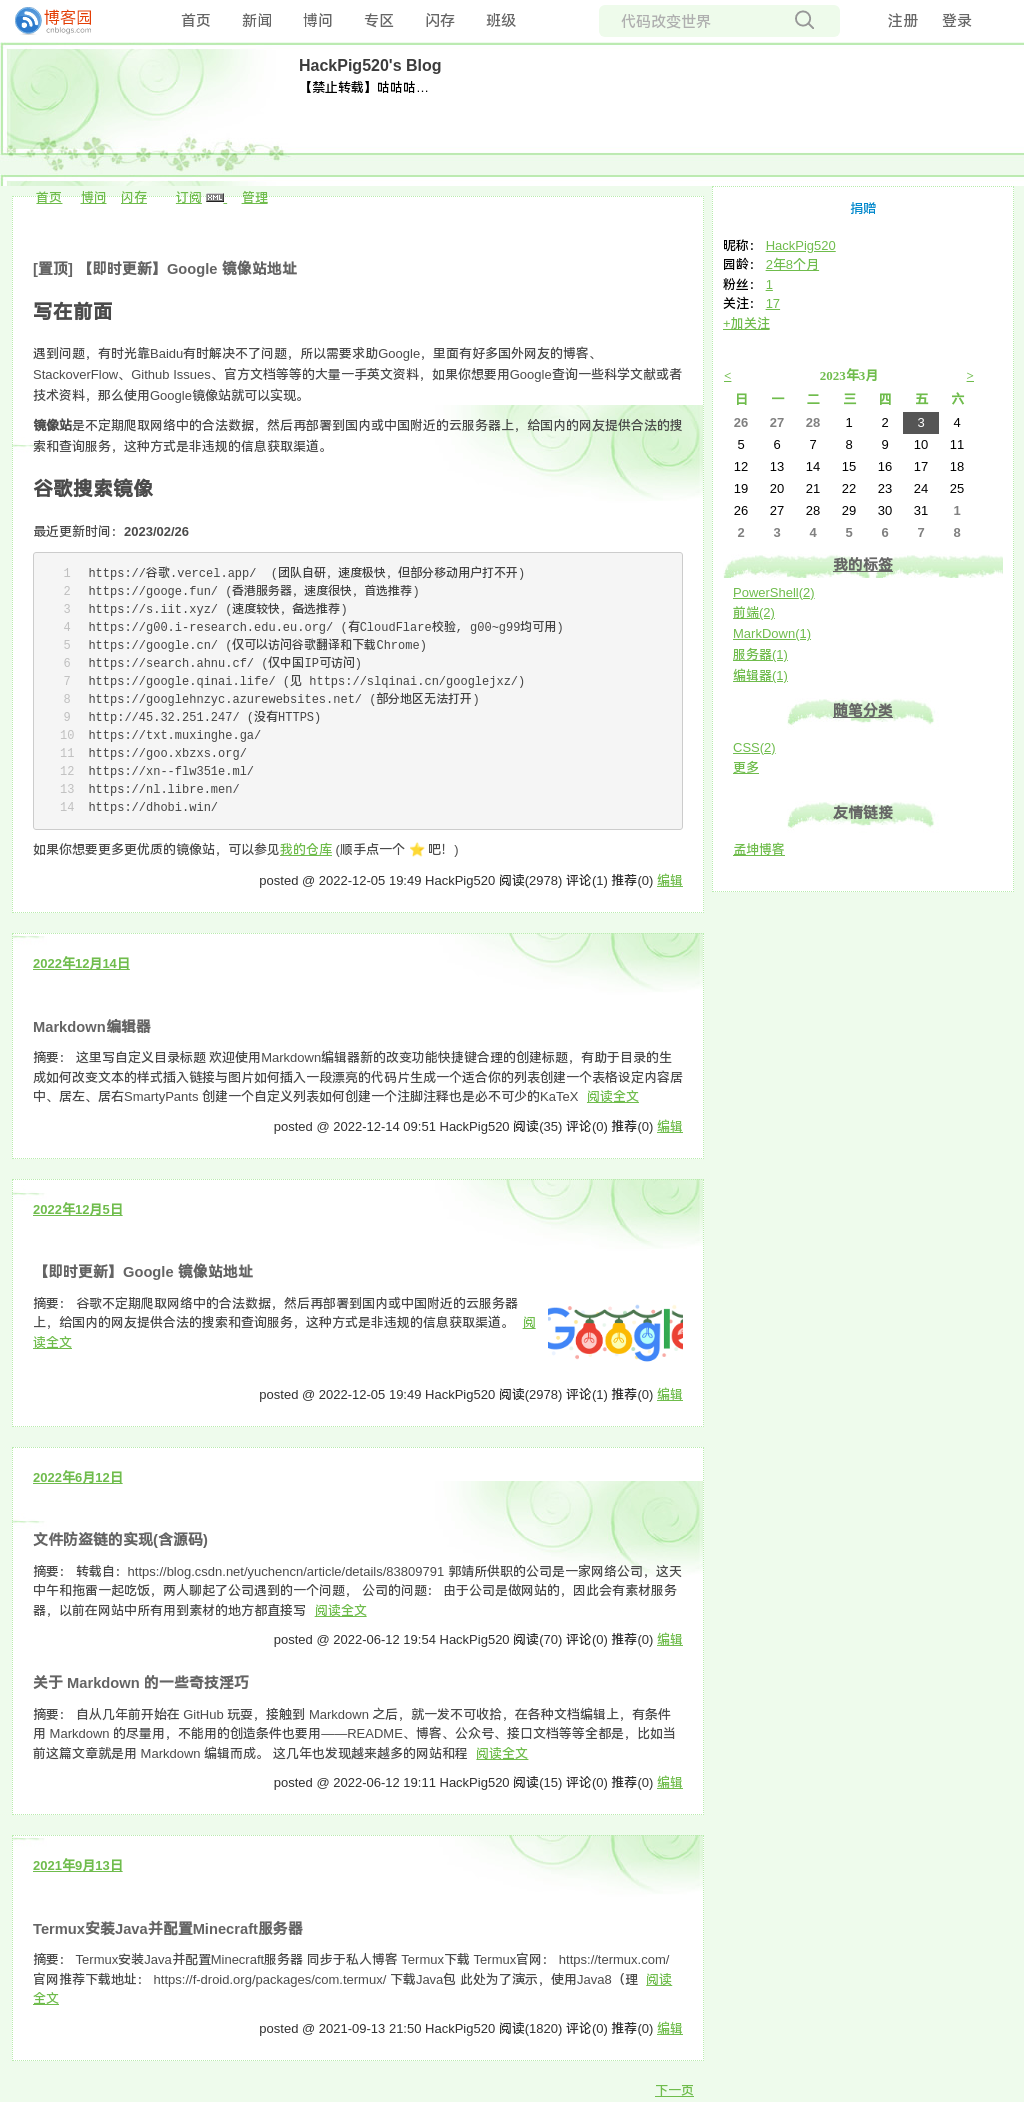 博客园
cnblogs.com
首页 新闻 博问 专区 闪存 班级 代码改变世界 注册 登录
HackPig520's Blog
【禁止转载】咕咕咕…
首页 博问 闪存 订阅 管理
[置顶] 【即时更新】Google 镜像站地址
写在前面
遇到问题，有时光靠Baidu有时解决不了问题，所以需要求助Google，里面有好多国外网友的博客、
StackoverFlow、Github Issues、官方文档等等的大量一手英文资料，如果你想要用Google查询一些科学文献或者
技术资料，那么使用Google镜像站就可以实现。
镜像站是不定期爬取网络中的合法数据，然后再部署到国内或中国附近的云服务器上，给国内的网友提供合法的搜
索和查询服务，这种方式是非违规的信息获取渠道。
谷歌搜索镜像
最近更新时间：2023/02/26
1 https://谷歌.vercel.app/ (团队自研，速度极快，但部分移动用户打不开)
2 https://googe.fun/ (香港服务器，速度很快，首选推荐)
3 https://s.iit.xyz/ (速度较快，备选推荐)
4 https://g00.i-research.edu.eu.org/ (有CloudFlare校验, g00~g99均可用)
5 https://google.cn/ (仅可以访问谷歌翻译和下载Chrome)
6 https://search.ahnu.cf/ (仅中国IP可访问)
7 https://google.qinai.life/ (见 https://slqinai.cn/googlejxz/)
8 https://googlehnzyc.azurewebsites.net/ (部分地区无法打开)
9 http://45.32.251.247/ (没有HTTPS)
10 https://txt.muxinghe.ga/
11 https://goo.xbzxs.org/
12 https://xn--flw351e.ml/
13 https://nl.libre.men/
14 https://dhobi.win/
如果你想要更多更优质的镜像站，可以参见我的仓库 (顺手点一个 ⭐ 吧！)
posted @ 2022-12-05 19:49 HackPig520 阅读(2978) 评论(1) 推荐(0) 编辑
2022年12月14日
Markdown编辑器
摘要： 这里写自定义目录标题 欢迎使用Markdown编辑器新的改变功能快捷键合理的创建标题，有助于目录的生
成如何改变文本的样式插入链接与图片如何插入一段漂亮的代码片生成一个适合你的列表创建一个表格设定内容居
中、居左、居右SmartyPants 创建一个自定义列表如何创建一个注脚注释也是必不可少的KaTeX 阅读全文
posted @ 2022-12-14 09:51 HackPig520 阅读(35) 评论(0) 推荐(0) 编辑
2022年12月5日
【即时更新】Google 镜像站地址
摘要： 谷歌不定期爬取网络中的合法数据，然后再部署到国内或中国附近的云服务器
上，给国内的网友提供合法的搜索和查询服务，这种方式是非违规的信息获取渠道。 阅
读全文
Google
posted @ 2022-12-05 19:49 HackPig520 阅读(2978) 评论(1) 推荐(0) 编辑
2022年6月12日
文件防盗链的实现(含源码)
摘要： 转载自：https://blog.csdn.net/yuchencn/article/details/83809791 郭靖所供职的公司是一家网络公司，这天
中午和拖雷一起吃饭，两人聊起了公司遇到的一个问题， 公司的问题： 由于公司是做网站的，因此会有素材服务
器，以前在网站中所有用到素材的地方都直接写 阅读全文
posted @ 2022-06-12 19:54 HackPig520 阅读(70) 评论(0) 推荐(0) 编辑
关于 Markdown 的一些奇技淫巧
摘要： 自从几年前开始在 GitHub 玩耍，接触到 Markdown 之后，就一发不可收拾，在各种文档编辑上，有条件
用 Markdown 的尽量用，不能用的创造条件也要用——README、博客、公众号、接口文档等等全都是，比如当
前这篇文章就是用 Markdown 编辑而成。 这几年也发现越来越多的网站和程 阅读全文
posted @ 2022-06-12 19:11 HackPig520 阅读(15) 评论(0) 推荐(0) 编辑
2021年9月13日
Termux安装Java并配置Minecraft服务器
摘要： Termux安装Java并配置Minecraft服务器 同步于私人博客 Termux下载 Termux官网： https://termux.com/
官网推荐下载地址： https://f-droid.org/packages/com.termux/ 下载Java包 此处为了演示，使用Java8（理 阅读
全文
posted @ 2021-09-13 21:50 HackPig520 阅读(1820) 评论(0) 推荐(0) 编辑
下一页
捐赠
昵称： HackPig520
园龄： 2年8个月
粉丝： 1
关注： 17
+加关注
< 2023年3月 >
日 一 二 三 四 五 六
26 27 28 1 2 3 4
5 6 7 8 9 10 11
12 13 14 15 16 17 18
19 20 21 22 23 24 25
26 27 28 29 30 31 1
2 3 4 5 6 7 8
我的标签
PowerShell(2)
前端(2)
MarkDown(1)
服务器(1)
编辑器(1)
随笔分类
CSS(2)
更多
友情链接
孟坤博客